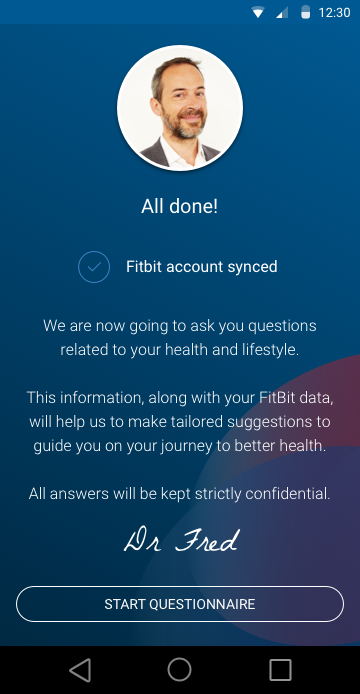 12:30
All done!
Fitbit account synced
We are now going to ask you questions
related to your health and lifestyle.
This information, along with your FitBit data,
will help us to make tailored suggestions to
guide you on your journey to better health.
All answers will be kept strictly confidential.
Dr Fred
START QUESTIONNAIRE